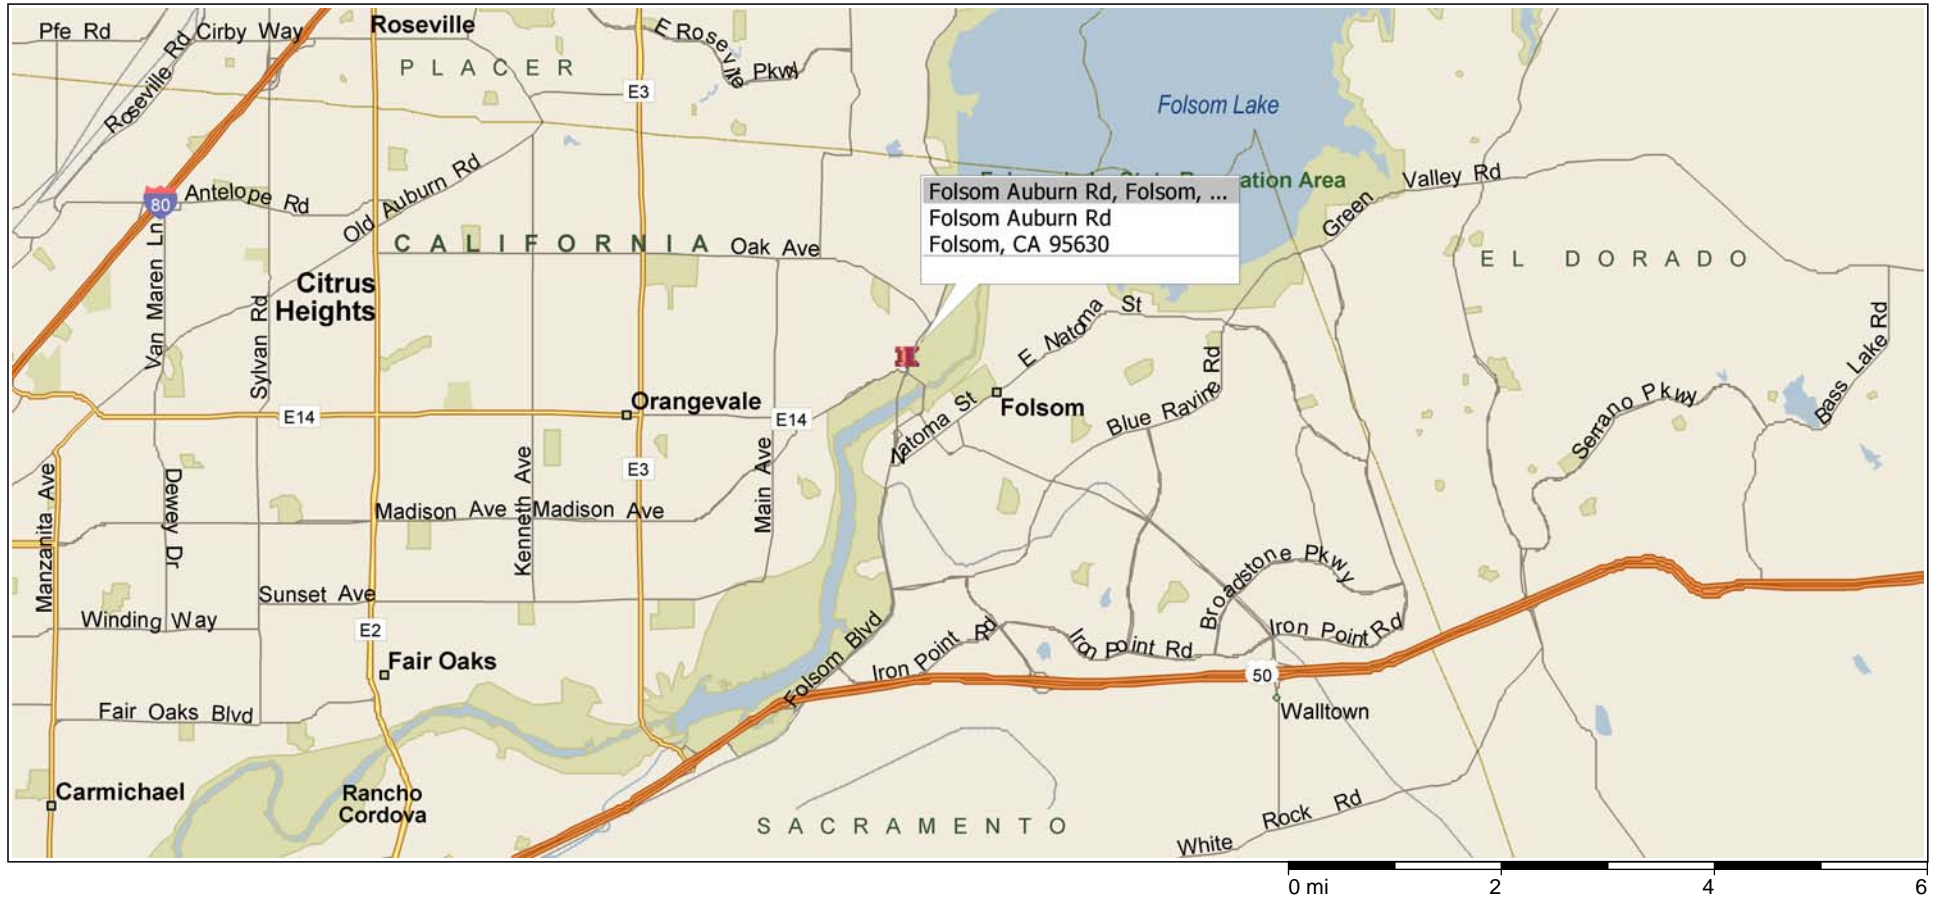 Pfe Rd
Cirby Way
Roseville
E Roseville Pkwy
Roseville Rd
PLACER
E3
Folsom Lake
80
Antelope Rd
Old Auburn Rd
ation Area
Valley Rd
Green
Folsom Auburn Rd, Folsom, ...
Folsom Auburn Rd
Folsom, CA 95630
CALIFORNIA
Oak Ave
EL DORADO
Van Maren Ln
Sylvan Rd
Citrus
Heights
E Natoma St
Bass Lake Rd
Orangevale
E14
E14
Natoma St
Folsom
Blue Ravine Rd
Serrano Pkwy
E3
Manzanita Ave
Dewey Dr
Kenneth Ave
Main Ave
Madison Ave
Madison Ave
Broadstone Pkwy
Sunset Ave
Winding Way
E2
Folsom Blvd
Iron Point Rd
Iron Point Rd
Iron Point Rd
Fair Oaks
50
Fair Oaks Blvd
Walltown
Carmichael
Rancho
Cordova
SACRAMENTO
White Rock Rd
0 mi 2 4 6